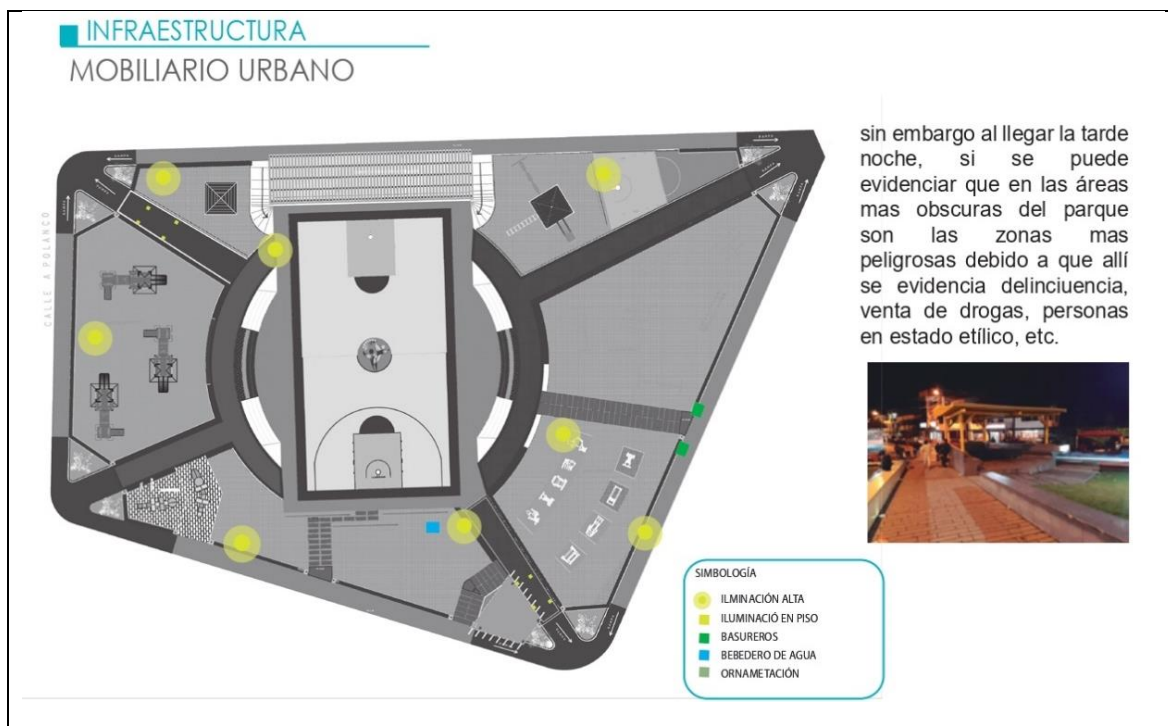 INFRAESTRUCTURA
MOBILIARIO URBANO
sin embargo al llegar la tarde
noche, si se puede
evidenciar que en las áreas
mas obscuras del parque
son las zonas mas
peligrosas debido a que allí
se evidencia delinciuencia,
venta de drogas, personas
en estado etílico, etc.
CALLE A POLANCO
SIMBOLOGÍA
ILMINACIÓN ALTA
ILUMINACIÓ EN PISO
BASUREROS
BEBEDERO DE AGUA
ORNAMETACIÓN